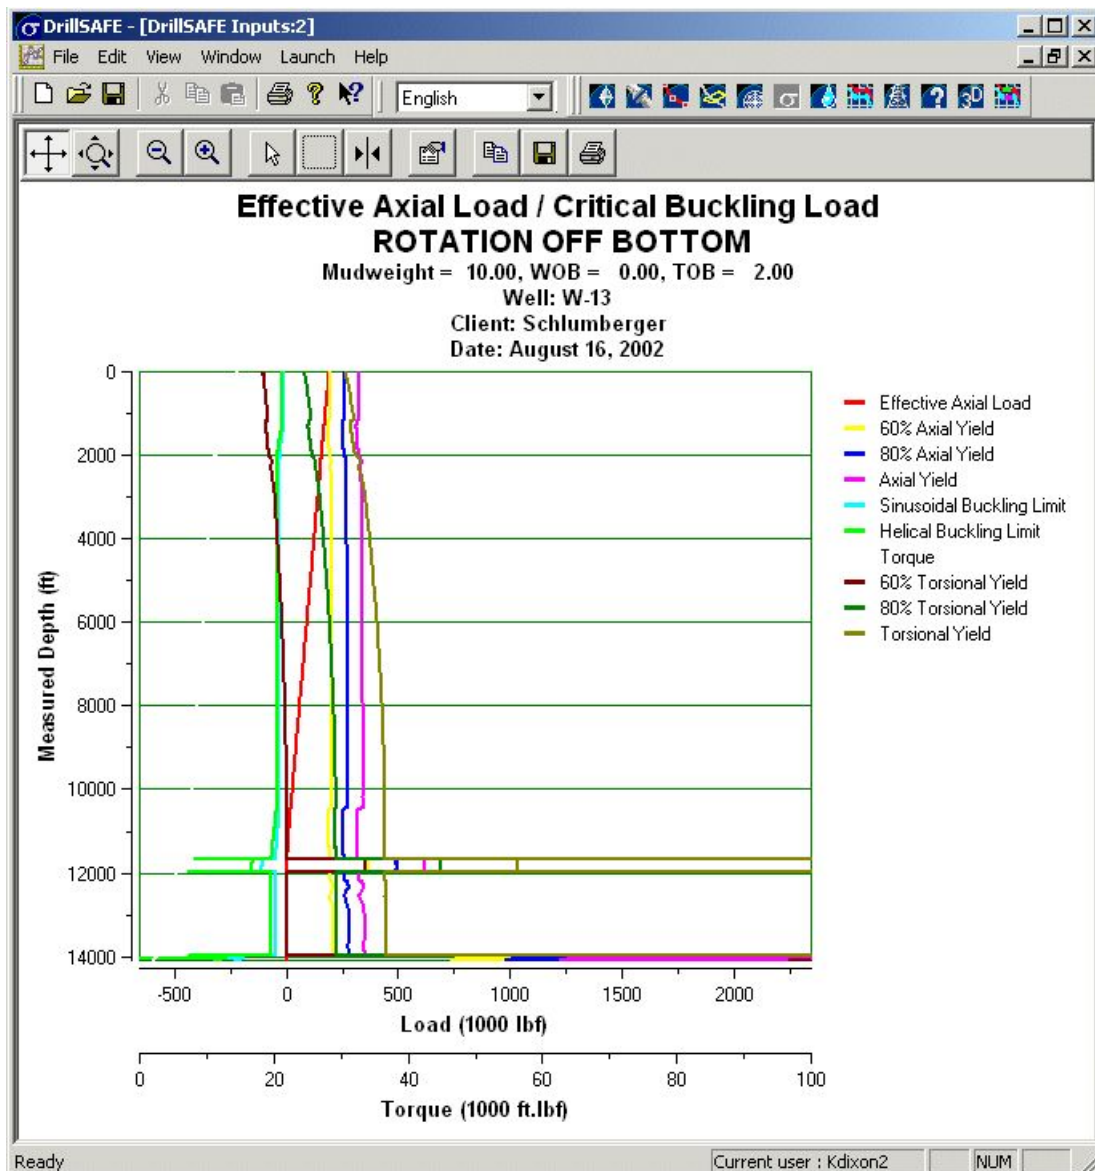 DrillSAFE - [DrillSAFE Inputs:2]
File Edit View Window Launch Help
English
3D
Effective Axial Load / Critical Buckling Load
ROTATION OFF BOTTOM
Mudweight = 10.00, WOB = 0.00, TOB = 2.00
Well: W-13
Client: Schlumberger
Date: August 16, 2002
0
2000
4000
6000
8000
10000
12000
14000
Measured Depth (ft)
Effective Axial Load
60% Axial Yield
80% Axial Yield
Axial Yield
Sinusoidal Buckling Limit
Helical Buckling Limit
Torque
60% Torsional Yield
80% Torsional Yield
Torsional Yield
-500 0 500 1000 1500 2000
Load (1000 lbf)
0 20 40 60 80 100
Torque (1000 ft.lbf)
Ready Current user : Kdixon2 NUM